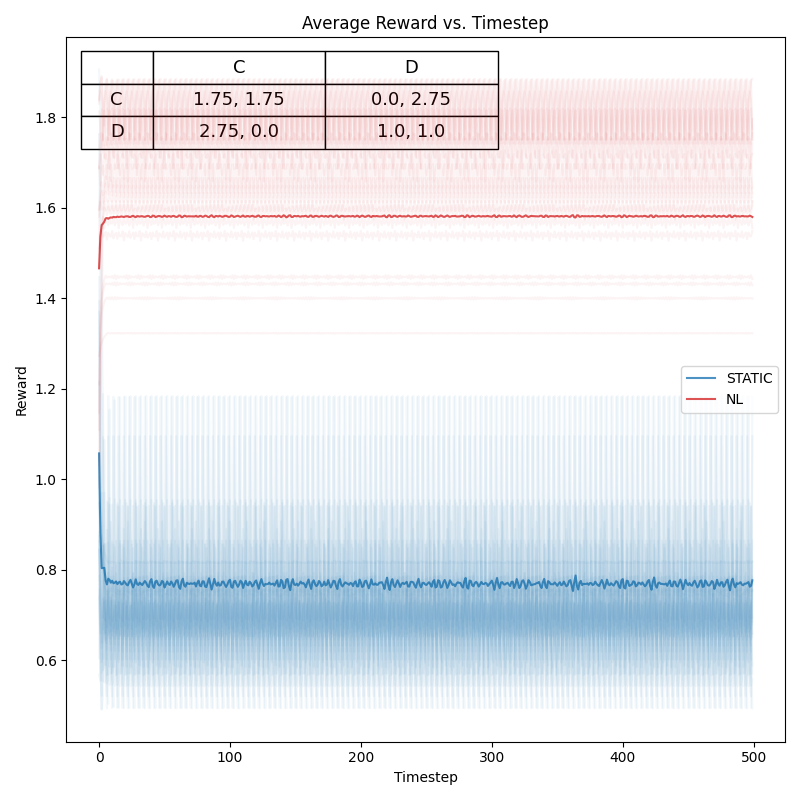 Average Reward vs. Timestep
C D
C 1.75, 1.75 0.0, 2.75
D 2.75, 0.0 1.0, 1.0
1.8
1.6
1.4
1.2
1.0
0.8
0.6
Reward
STATIC
NL
0 100 200 300 400 500
Timestep